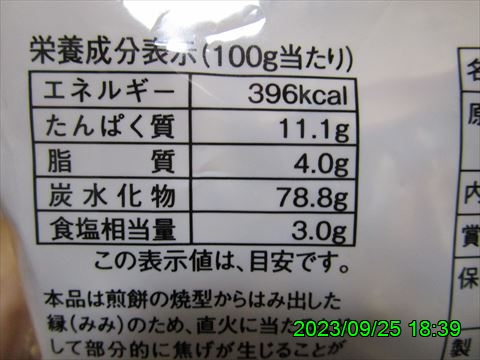 栄養成分表示(100g当たり)
エネルギー 396kcal
たんぱく質 11.1g
脂質 4.0g
炭水化物 78.8g
食塩相当量 3.0g
この表示値は、目安です。
本品は煎餅の焼型からはみ出した
縁(みみ)のため、直火に当た
して部分的に焦げが生じることが
名
原
内
賞
保
製
2023/09/25 18:39